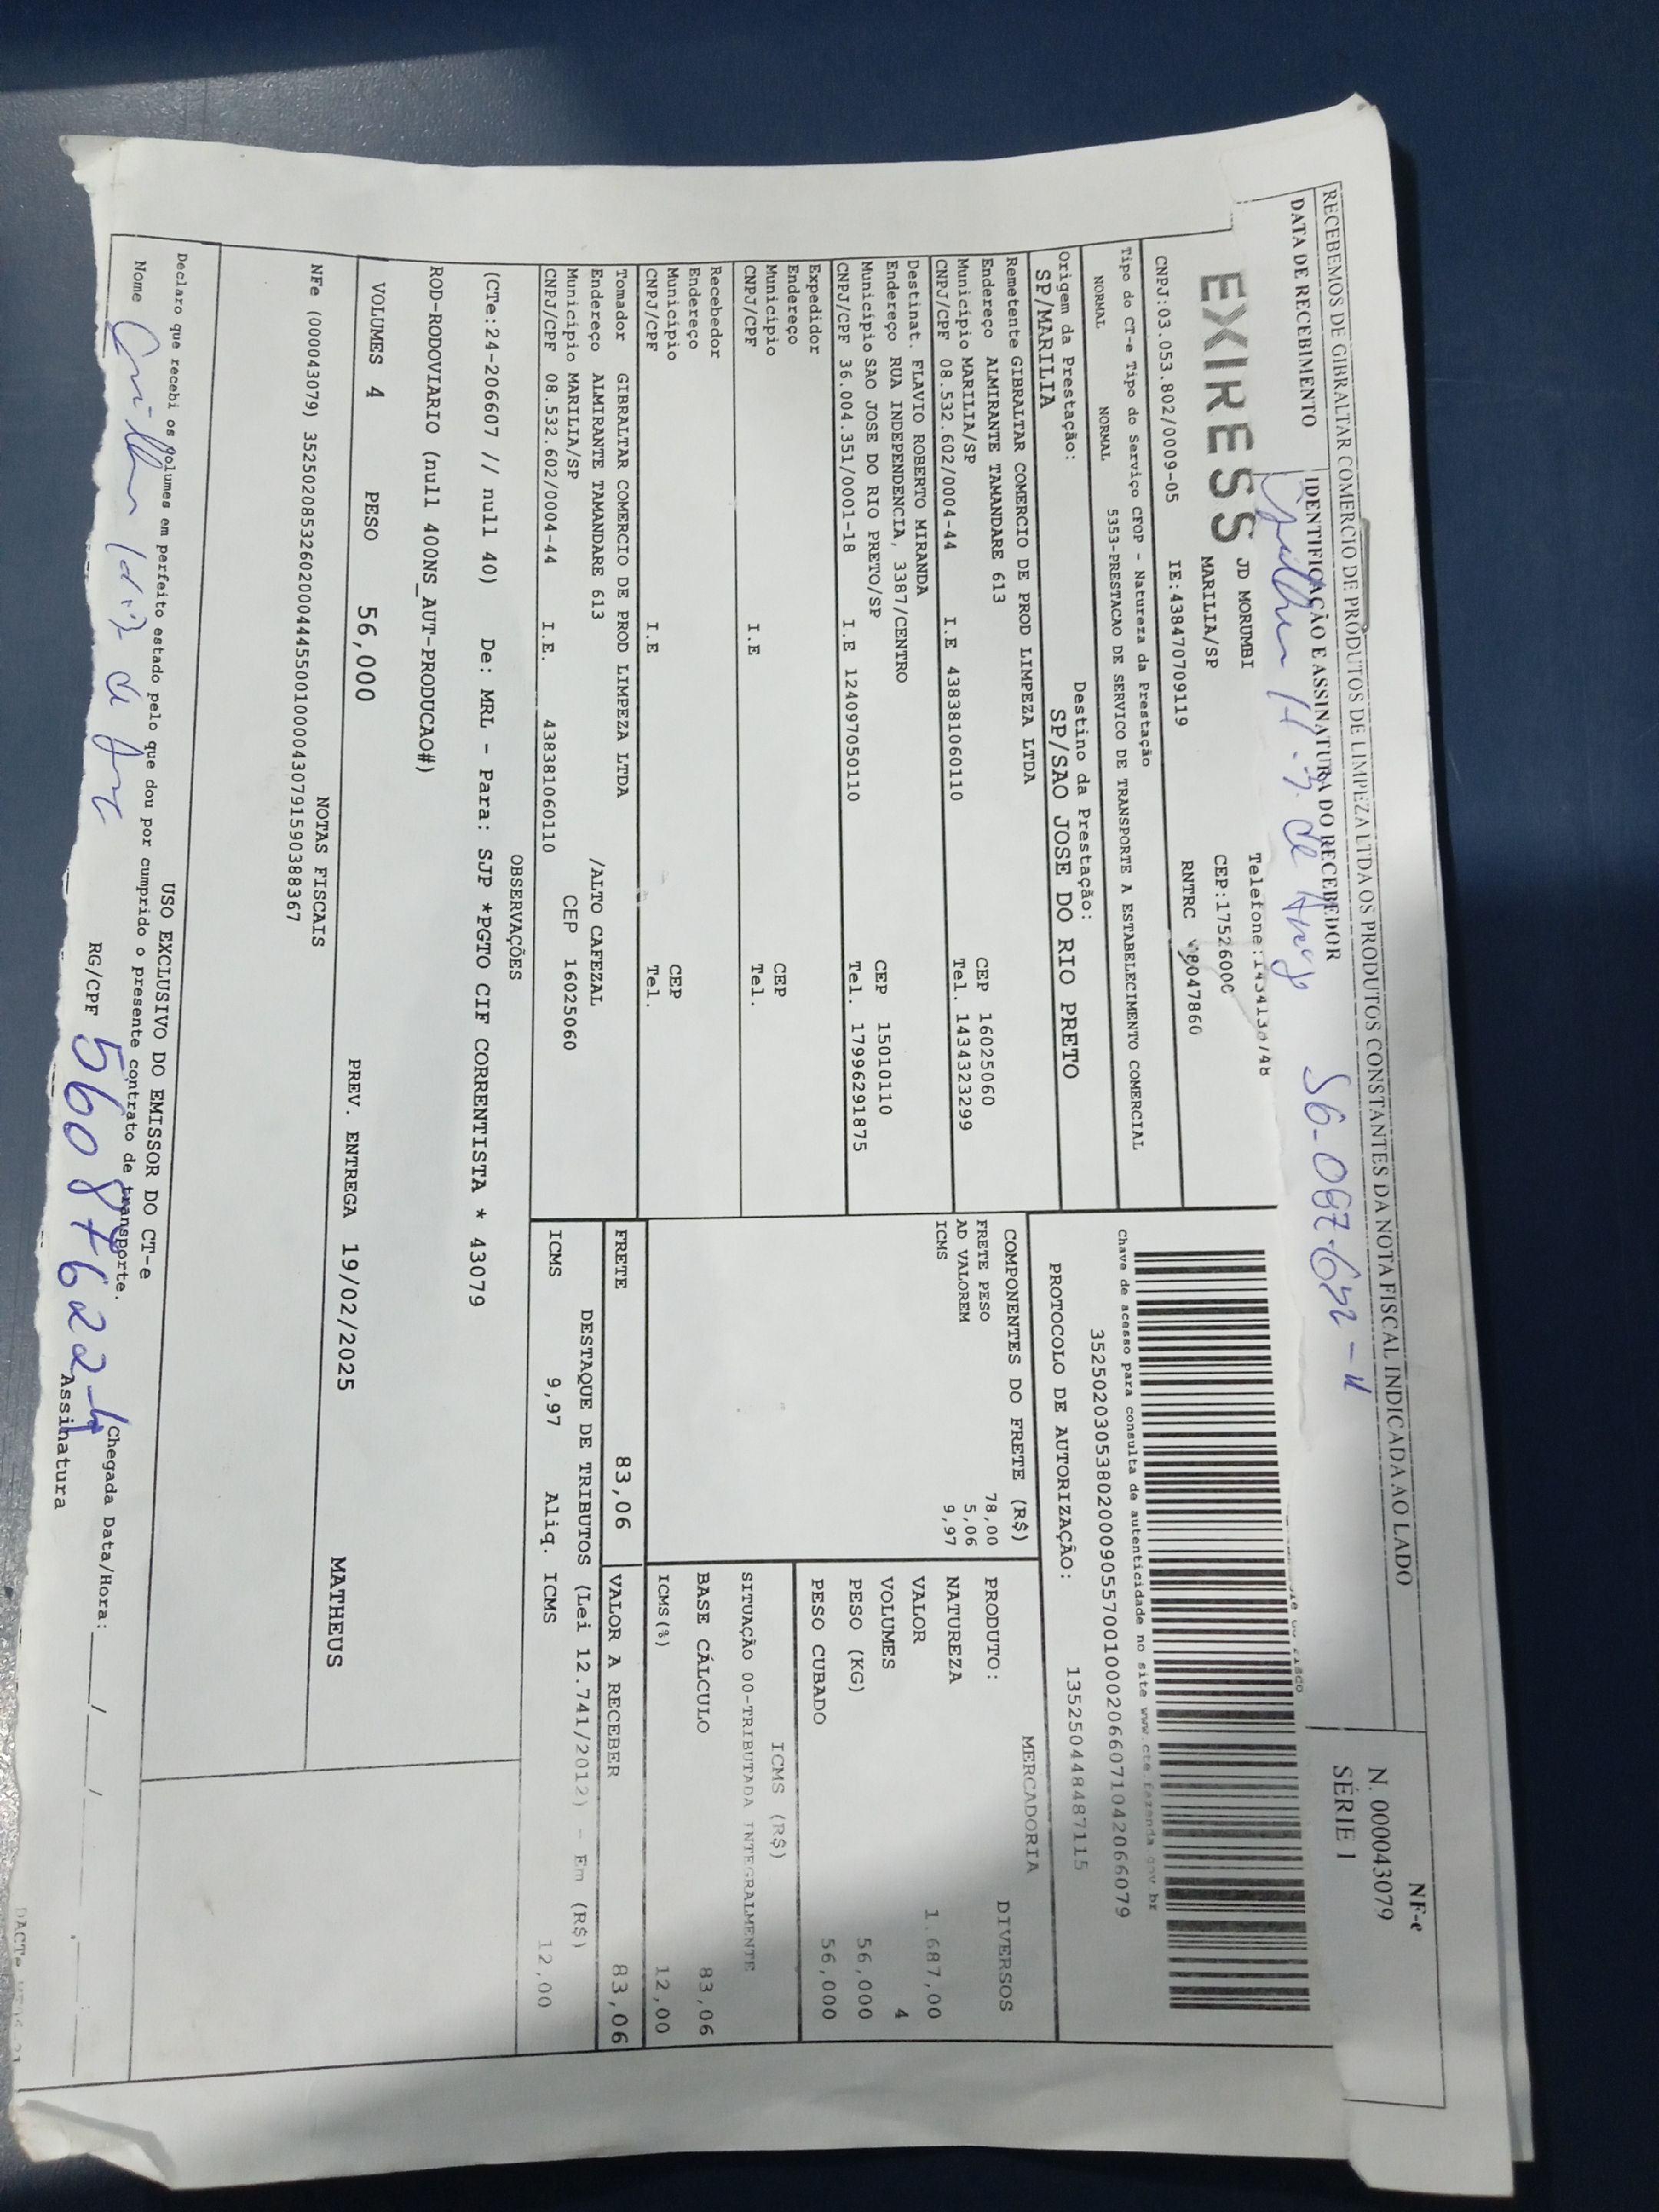 RECEBEMOS DE GIBRALTAR COMERCIO DE PRODUTOS DE LIMPEZA LTDA OS PRODUTOS CONSTANTES DA NOTA FISCAL INDICADA AO LADO
DATA DE RECEBIMENTO
IDENTIFICAÇÃO E ASSINATURA DO RECEBEDOR
NF-e
N. 000043079
SÉRIE 1
EXPRESS
JD MORUMBI
MARILIA/SP
CEP:17526000
CNPJ:03.053.802/0009-05 IE:438470709119 RNTRC
Tipo do CT-e Tipo do Serviço CFOP - Natureza da Prestação
NORMAL NORMAL 5353-PRESTACAO DE SERVICO DE TRANSPORTE A ESTABELECIMENTO COMERCIAL
Chave de acesso para consulta de autenticidade no site www.cte.fazenda.gov.br
35250203053802000905570010002066071042066079
Origem da Prestação: Destino da Prestação:
SP/MARILIA SP/SAO JOSE DO RIO PRETO
PROTOCOLO DE AUTORIZAÇÃO: 135250448487115
Remetente GIBRALTAR COMERCIO DE PROD LIMPEZA LTDA
Endereço ALMIRANTE TAMANDARE 613 CEP 16025060
Município MARILIA/SP Tel. 1434323299
CNPJ/CPF 08.532.602/0004-44 I.E 438381060110
Destinat. FLAVIO ROBERTO MIRANDA
Endereço RUA INDEPENDENCIA, 3387/CENTRO CEP 15010110
Município SAO JOSE DO RIO PRETO/SP Tel. 17996291875
CNPJ/CPF 36.004.351/0001-18 I.E 124097050110
Expedidor
Endereço CEP
Município Tel.
CNPJ/CPF I.E
Recebedor
Endereço CEP
Município Tel.
CNPJ/CPF I.E
Tomador GIBRALTAR COMERCIO DE PROD LIMPEZA LTDA
Endereço ALMIRANTE TAMANDARE 613 /ALTO CAFEZAL
Município MARILIA/SP CEP 16025060
CNPJ/CPF 08.532.602/0004-44 I.E. 438381060110
COMPONENTES DO FRETE (R$)
FRETE PESO 78,00
AD VALOREM 5,06
ICMS 9,97
MERCADORIA
PRODUTO: DIVERSOS
NATUREZA
VALOR 1.687,00
VOLUMES 4
PESO (KG) 56,000
PESO CUBADO 56,000
ICMS (R$)
SITUAÇÃO 00-TRIBUTADA INTEGRALMENTE
BASE CÁLCULO 83,06
ICMS(%) 12,00
FRETE 83,06 VALOR A RECEBER 83,06
DESTAQUE DE TRIBUTOS (Lei 12.741/2012) - Em (R$)
ICMS 9,97 Aliq. ICMS 12,00
OBSERVAÇÕES
(CTe:24-206607 // null 40) De: MRL - Para: SJP *PGTO CIF CORRENTISTA * 43079
ROD-RODOVIARIO (null 400NS_AUT-PRODUCAO#)
VOLUMES 4 PESO 56,000 PREV. ENTREGA 19/02/2025 MATHEUS
NOTAS FISCAIS
NFe (000043079) 35250208532602000444550010000430791590388367
USO EXCLUSIVO DO EMISSOR DO CT-e
Declaro que recebi os volumes em perfeito estado pelo que dou por cumprido o presente contrato de transporte.
Nome RG/CPF Assinatura
Chegada Data/Hora: / /